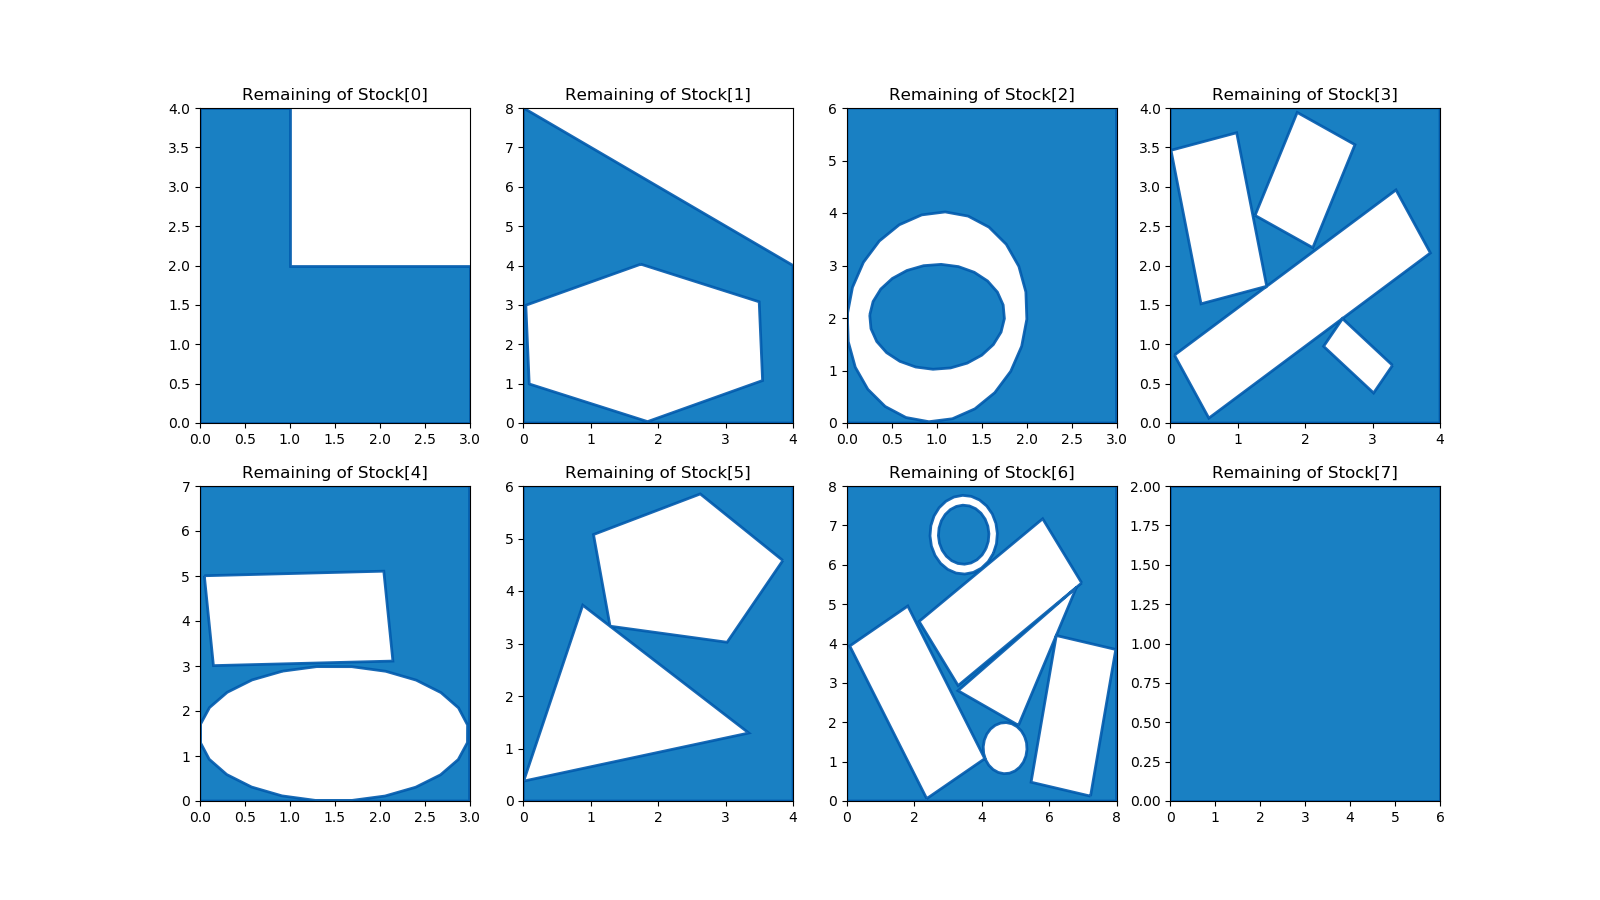 Remaining of Stock[0] Remaining of Stock[1] Remaining of Stock[2] Remaining of Stock[3]
4.0 8 6 4.0
3.5 7 5 3.5
3.0 6 4 3.0
2.5 5 3 2.5
2.0 4 2 2.0
1.5 3 1 1.5
1.0 2 0 1.0
0.5 1 0.5
0.0 0 0.0
0.0 0.5 1.0 1.5 2.0 2.5 3.0 0 1 2 3 4 0.0 0.5 1.0 1.5 2.0 2.5 3.0 0 1 2 3 4
Remaining of Stock[4] Remaining of Stock[5] Remaining of Stock[6] Remaining of Stock[7]
7 6 8 2.00
6 5 7 1.75
5 4 6 1.50
4 3 5 1.25
3 2 4 1.00
2 1 3 0.75
1 0 2 0.50
0 1 0.25
0 0.00
0.0 0.5 1.0 1.5 2.0 2.5 3.0 0 1 2 3 4 0 2 4 6 8 0 1 2 3 4 5 6